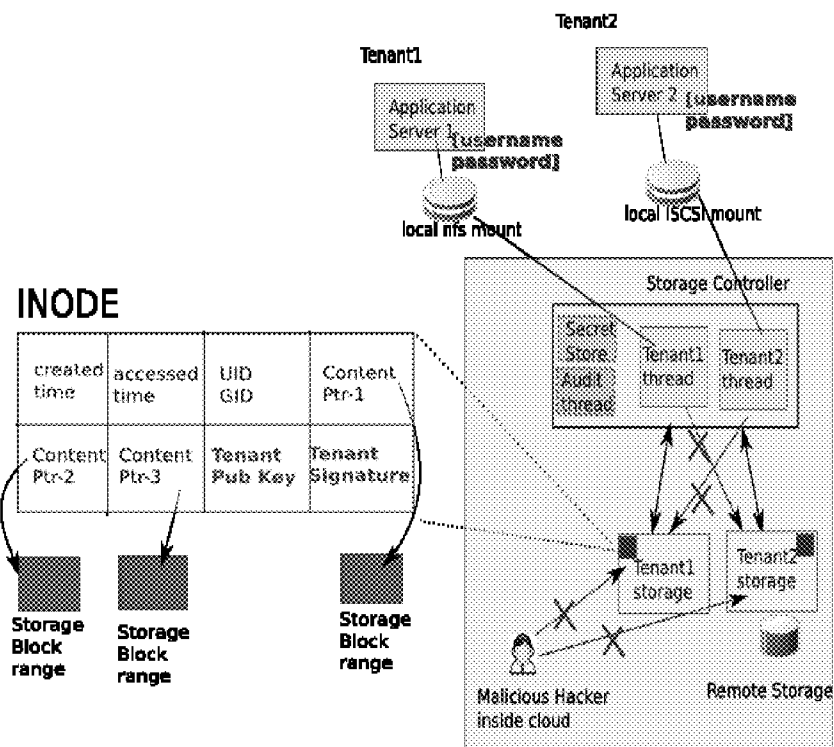 Tenant2
Tenant1
Application
Server 2
[username
password]
Application
Server 1
[username
password]
local nfs mount
local iSCSI mount
Storage Controller
INODE
Secret
Store
Audit
thread
Tenant1
thread
Tenant2
thread
created
time
accessed
time
UID
GID
Content
Ptr-1
Content
Ptr-2
Content
Ptr-3
Tenant
Pub Key
Tenant
Signature
Tenant1
storage
Tenant2
storage
Storage
Block
range
Storage
Block
range
Storage
Block
range
Malicious Hacker
inside cloud
Remote Storage